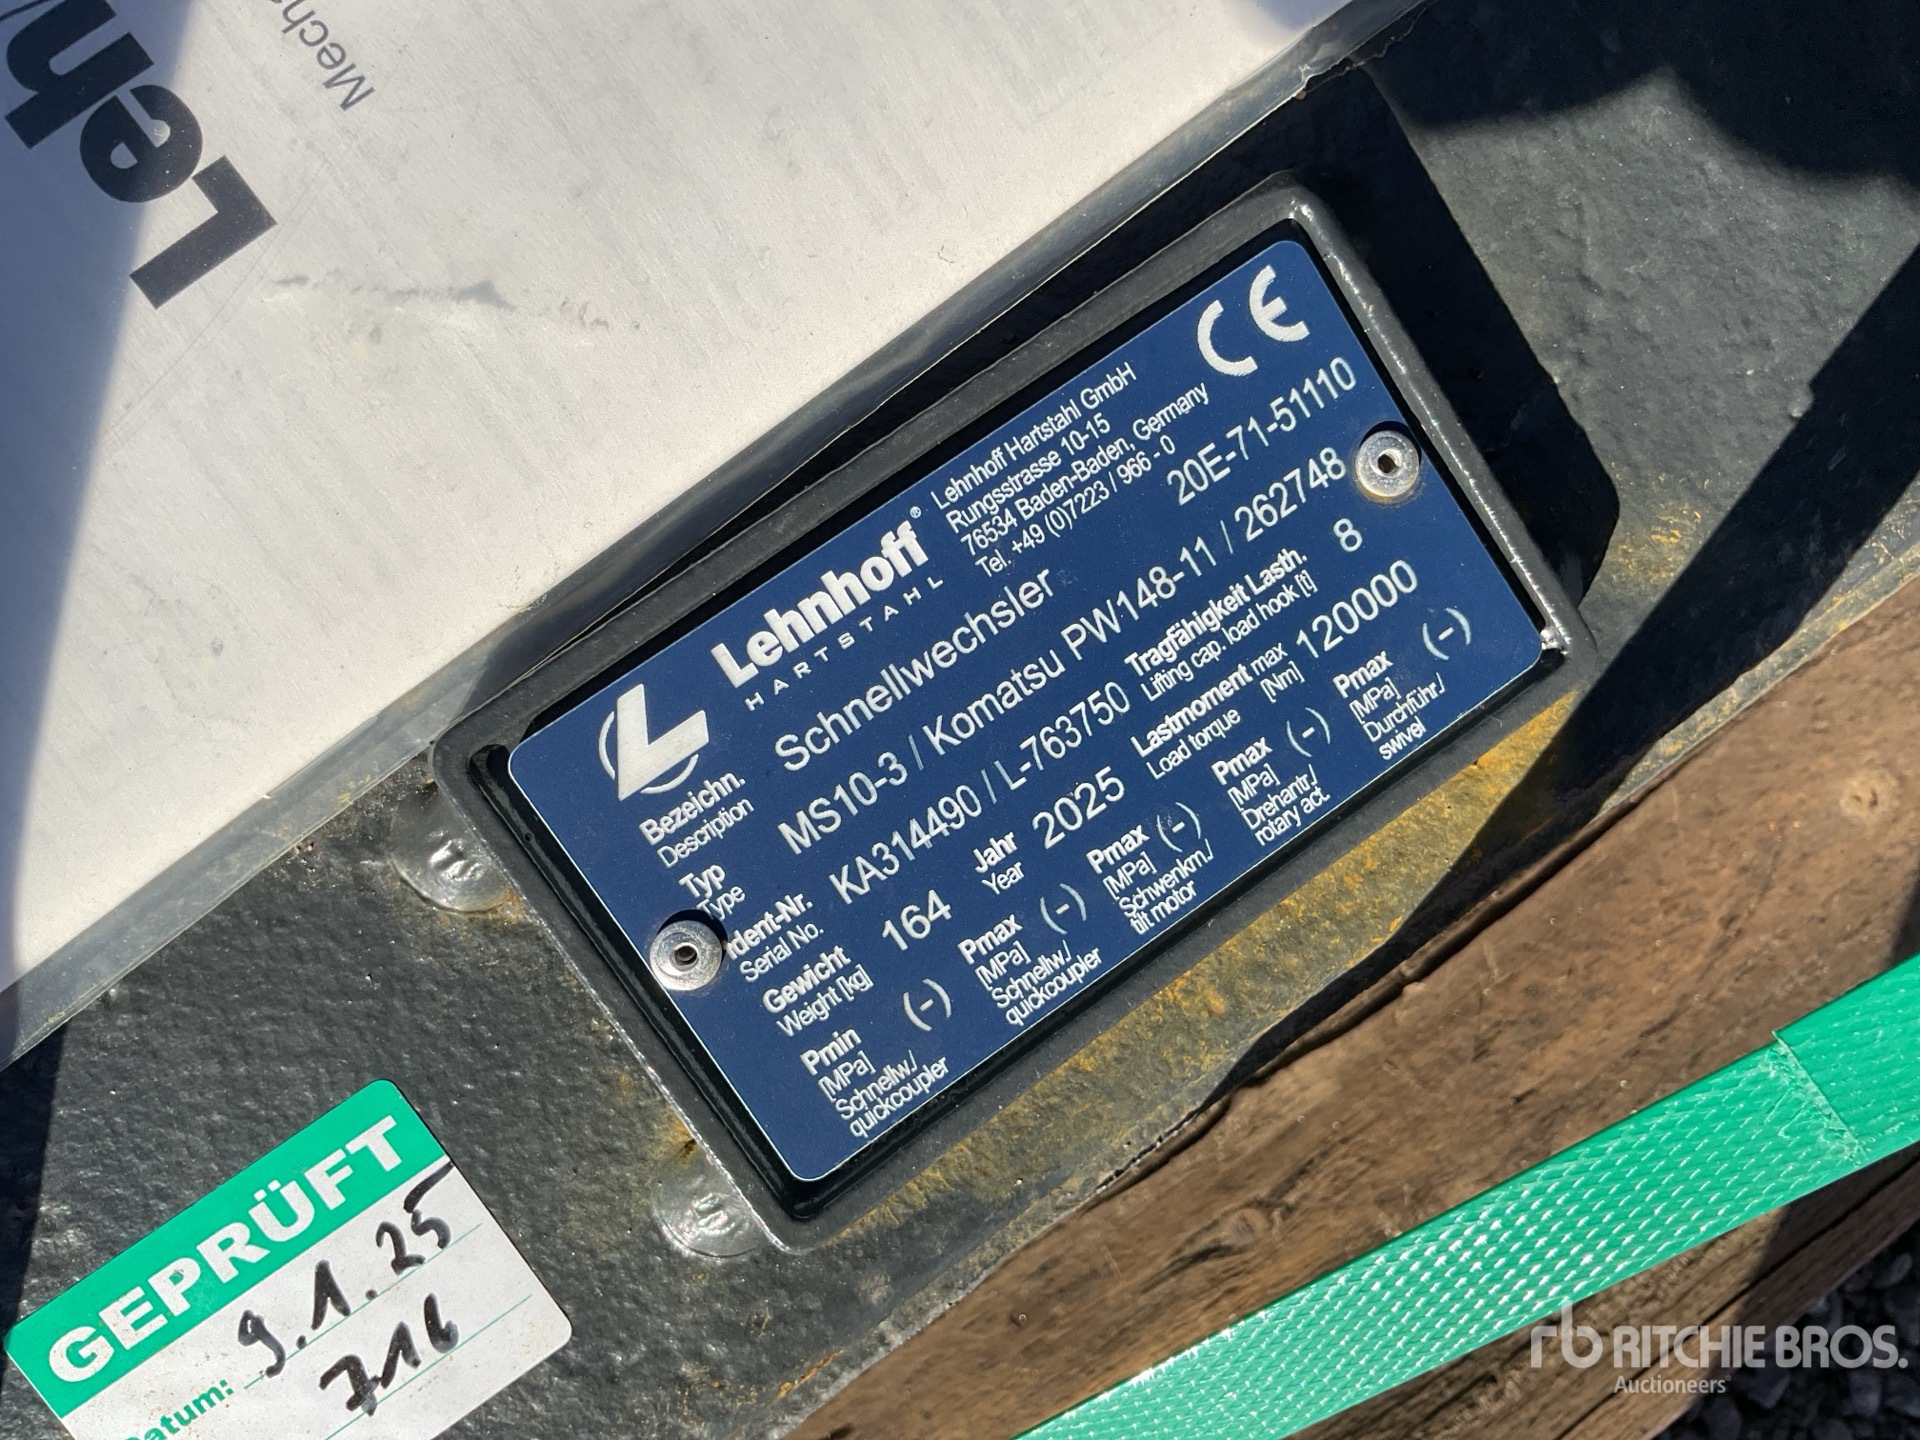 Leh
Mech
Lehnhoff®
HARTSTAHL
Lehnhoff Hartstahl GmbH
Rungsstrasse 10-15
76534 Baden-Baden, Germany
Tel. +49 (0)7223 / 966 - 0
CE
Bezeichn.
Description
Schnellwechsler
20E-71-51110
Typ
Type
MS10-3 / Komatsu PW148-11 / 262748
Ident-Nr.
Serial No.
KA314490 / L-763750
Tragfähigkeit Lasth.
Lifting cap. load hook [t]
8
Gewicht
Weight [kg]
164
Jahr
Year
2025
Lastmoment max
Load torque [Nm]
120000
Pmin
[MPa]
(-)
Schnellw./
quickcoupler
Pmax
[MPa]
(-)
Schnellw./
quickcoupler
Pmax
[MPa]
(-)
Schwenkm./
tilt motor
Pmax
[MPa]
(-)
Drehantr./
rotary act.
Pmax
[MPa]
(-)
Durchführ./
swivel
GEPRÜFT
Datum: 9.1.25
716
rb RITCHIE BROS.
Auctioneers